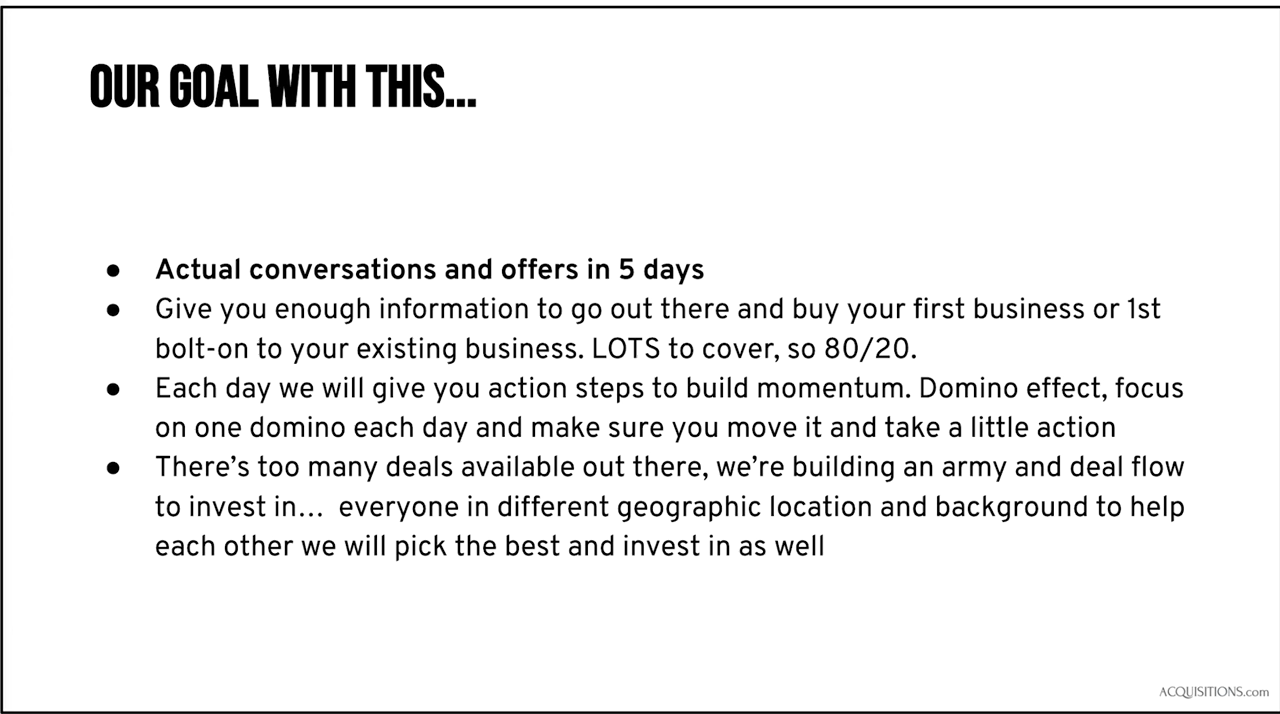 OUR GOAL WITH THIS...
● Actual conversations and offers in 5 days
● Give you enough information to go out there and buy your first business or 1st
bolt-on to your existing business. LOTS to cover, so 80/20.
● Each day we will give you action steps to build momentum. Domino effect, focus
on one domino each day and make sure you move it and take a little action
● There’s too many deals available out there, we’re building an army and deal flow
to invest in... everyone in different geographic location and background to help
each other we will pick the best and invest in as well
ACQUISITIONS.com